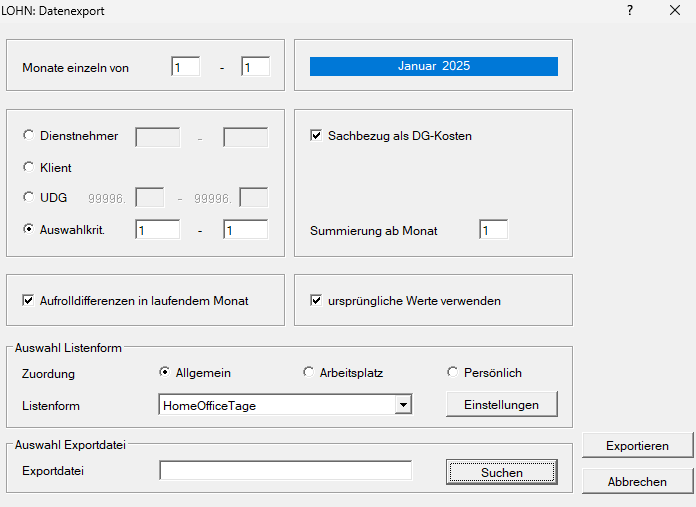 LOHN: Datenexport
Monate einzeln von 1 - 1
Januar 2025
Dienstnehmer -
Klient
UDG 99996. - 99996.
Auswahlkrit. 1 - 1
Sachbezug als DG-Kosten
Summierung ab Monat 1
Aufrolldifferenzen in laufendem Monat
ursprüngliche Werte verwenden
Auswahl Listenform
Zuordung Allgemein Arbeitsplatz Persönlich
Listenform HomeOfficeTage Einstellungen
Auswahl Exportdatei
Exportdatei Suchen
Exportieren
Abbrechen